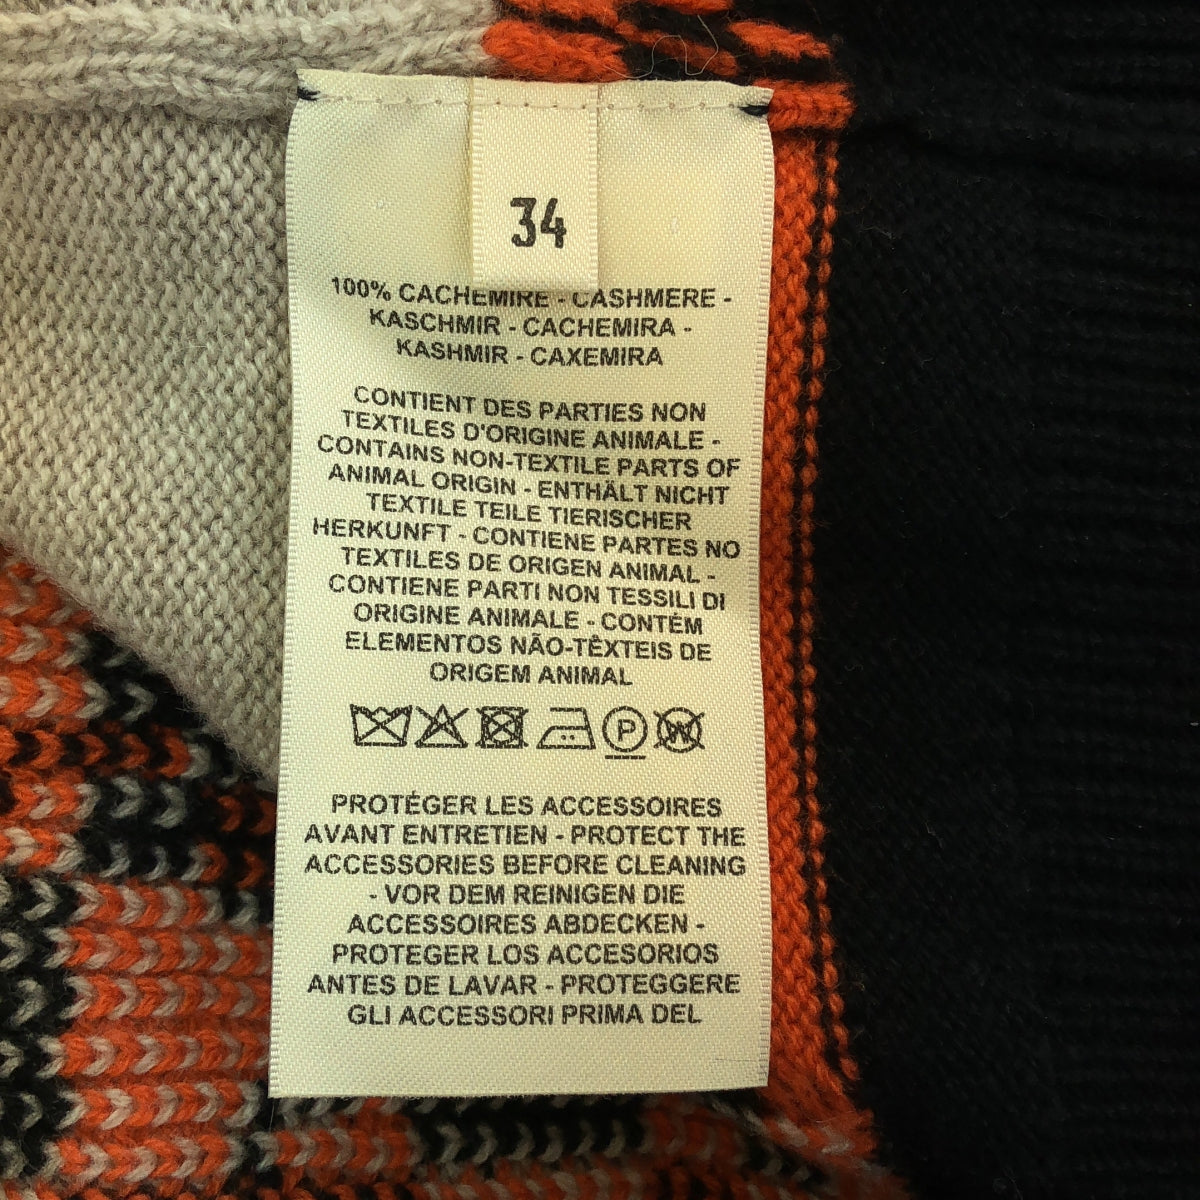 34
100% CACHEMIRE - CASHMERE -
KASCHMIR - CACHEMIRA -
KASHMIR - CAXEMIRA
CONTIENT DES PARTIES NON
TEXTILES D'ORIGINE ANIMALE -
CONTAINS NON-TEXTILE PARTS OF
ANIMAL ORIGIN - ENTHÄLT NICHT
TEXTILE TEILE TIERISCHER
HERKUNFT - CONTIENE PARTES NO
TEXTILES DE ORIGEN ANIMAL -
CONTIENE PARTI NON TESSILI DI
ORIGINE ANIMALE - CONTÉM
ELEMENTOS NÃO-TÊXTEIS DE
ORIGEM ANIMAL
P W
PROTÉGER LES ACCESSOIRES
AVANT ENTRETIEN - PROTECT THE
ACCESSORIES BEFORE CLEANING
- VOR DEM REINIGEN DIE
ACCESSOIRES ABDECKEN -
PROTEGER LOS ACCESORIOS
ANTES DE LAVAR - PROTEGGERE
GLI ACCESSORI PRIMA DEL